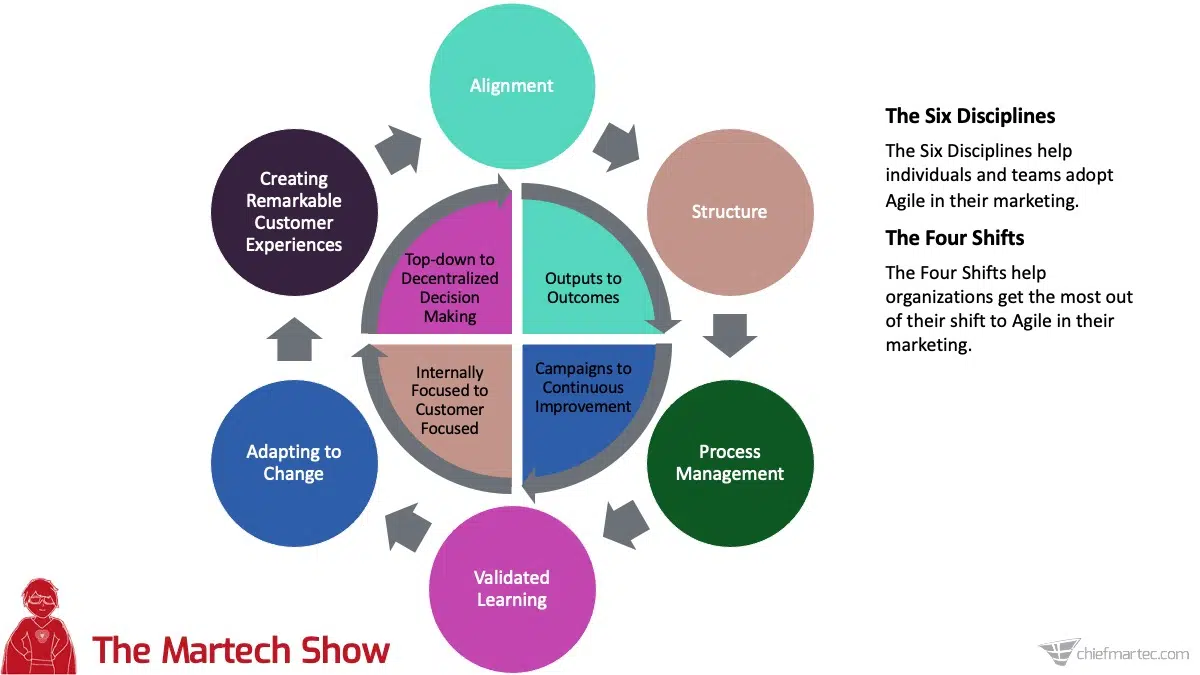 Alignment
Structure
Process
Management
Validated
Learning
Adapting to
Change
Creating
Remarkable
Customer
Experiences
Top-down to
Decentralized
Decision
Making
Outputs to
Outcomes
Campaigns to
Continuous
Improvement
Internally
Focused to
Customer
Focused
The Six Disciplines
The Six Disciplines help
individuals and teams adopt
Agile in their marketing.
The Four Shifts
The Four Shifts help
organizations get the most out
of their shift to Agile in their
marketing.
The Martech Show
chiefmartec.com